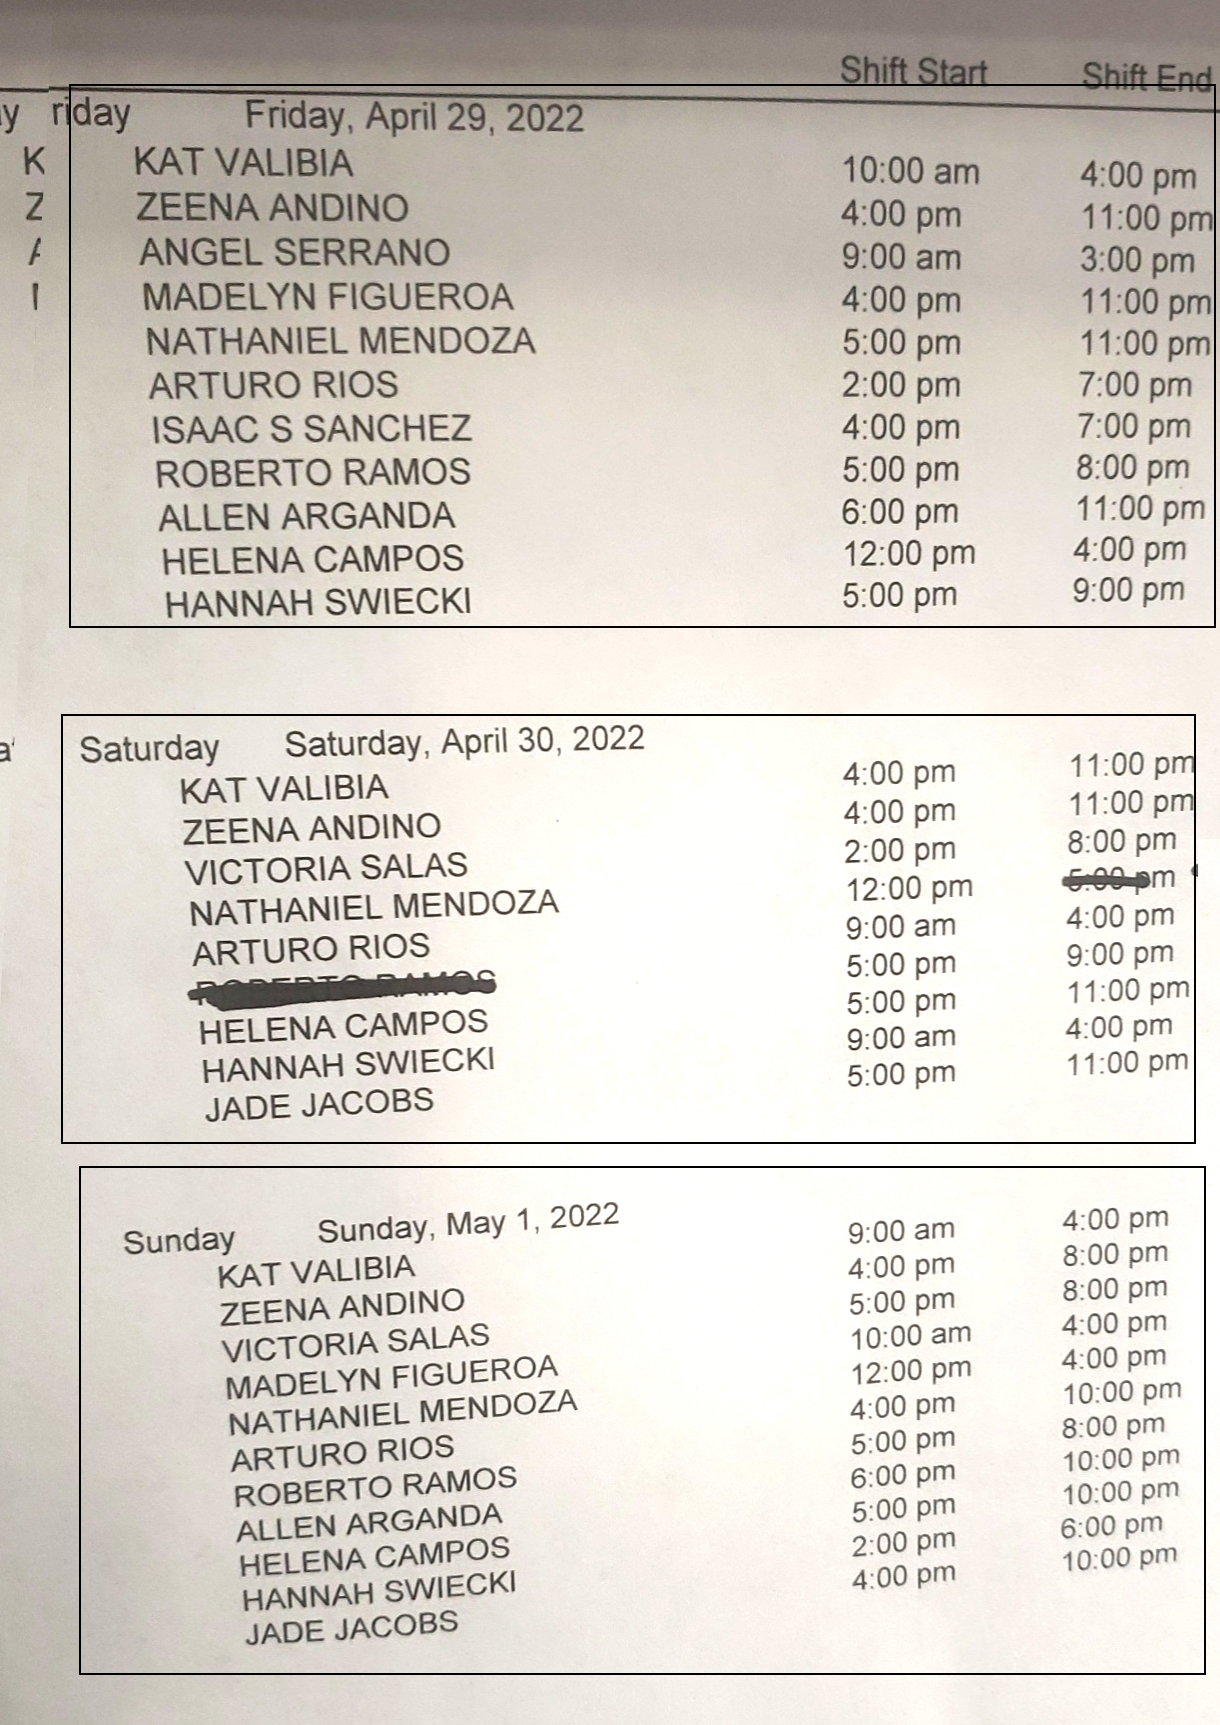 Shift Start Shift End
y riday Friday, April 29, 2022
K KAT VALIBIA 10:00 am 4:00 pm
Z ZEENA ANDINO 4:00 pm 11:00 pm
ANGEL SERRANO 9:00 am 3:00 pm
MADELYN FIGUEROA 4:00 pm 11:00 pm
NATHANIEL MENDOZA 5:00 pm 11:00 pm
ARTURO RIOS 2:00 pm 7:00 pm
ISAAC S SANCHEZ 4:00 pm 7:00 pm
ROBERTO RAMOS 5:00 pm 8:00 pm
ALLEN ARGANDA 6:00 pm 11:00 pm
HELENA CAMPOS 12:00 pm 4:00 pm
HANNAH SWIECKI 5:00 pm 9:00 pm
a Saturday Saturday, April 30, 2022
KAT VALIBIA 4:00 pm 11:00 pm
ZEENA ANDINO 4:00 pm 11:00 pm
VICTORIA SALAS 2:00 pm 8:00 pm
NATHANIEL MENDOZA 12:00 pm 5:00 pm
ARTURO RIOS 9:00 am 4:00 pm
ROBERTO RAMOS 5:00 pm 9:00 pm
HELENA CAMPOS 5:00 pm 11:00 pm
HANNAH SWIECKI 9:00 am 4:00 pm
JADE JACOBS 5:00 pm 11:00 pm
Sunday Sunday, May 1, 2022
KAT VALIBIA 9:00 am 4:00 pm
ZEENA ANDINO 4:00 pm 8:00 pm
VICTORIA SALAS 5:00 pm 8:00 pm
MADELYN FIGUEROA 10:00 am 4:00 pm
NATHANIEL MENDOZA 12:00 pm 4:00 pm
ARTURO RIOS 4:00 pm 10:00 pm
ROBERTO RAMOS 5:00 pm 8:00 pm
ALLEN ARGANDA 6:00 pm 10:00 pm
HELENA CAMPOS 5:00 pm 10:00 pm
HANNAH SWIECKI 2:00 pm 6:00 pm
JADE JACOBS 4:00 pm 10:00 pm